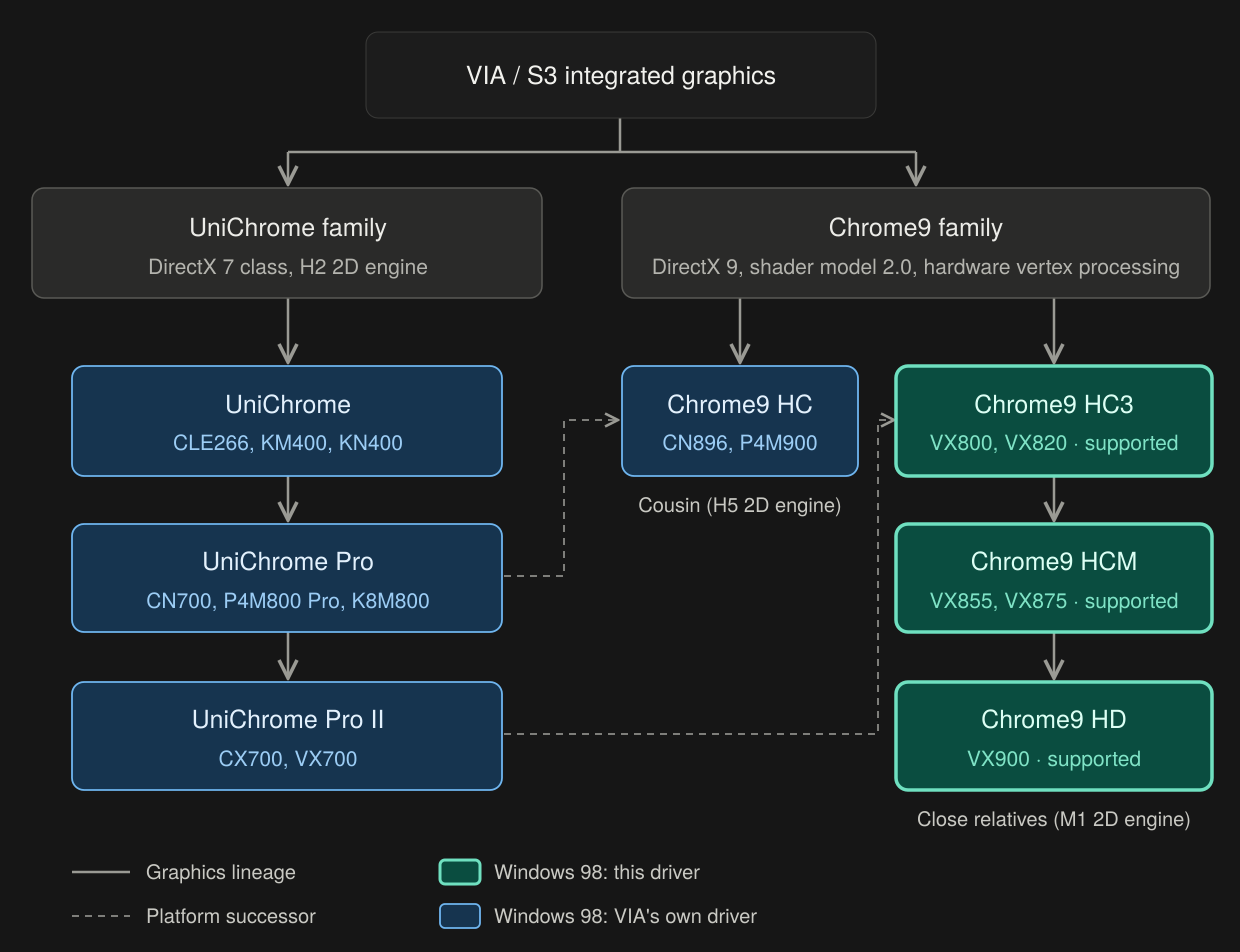 VIA / S3 integrated graphics
UniChrome family
DirectX 7 class, H2 2D engine
Chrome9 family
DirectX 9, shader model 2.0, hardware vertex processing
UniChrome
CLE266, KM400, KN400
Chrome9 HC
CN896, P4M900
Cousin (H5 2D engine)
Chrome9 HC3
VX800, VX820 · supported
UniChrome Pro
CN700, P4M800 Pro, K8M800
Chrome9 HCM
VX855, VX875 · supported
UniChrome Pro II
CX700, VX700
Chrome9 HD
VX900 · supported
Close relatives (M1 2D engine)
Graphics lineage
Windows 98: this driver
Platform successor
Windows 98: VIA's own driver